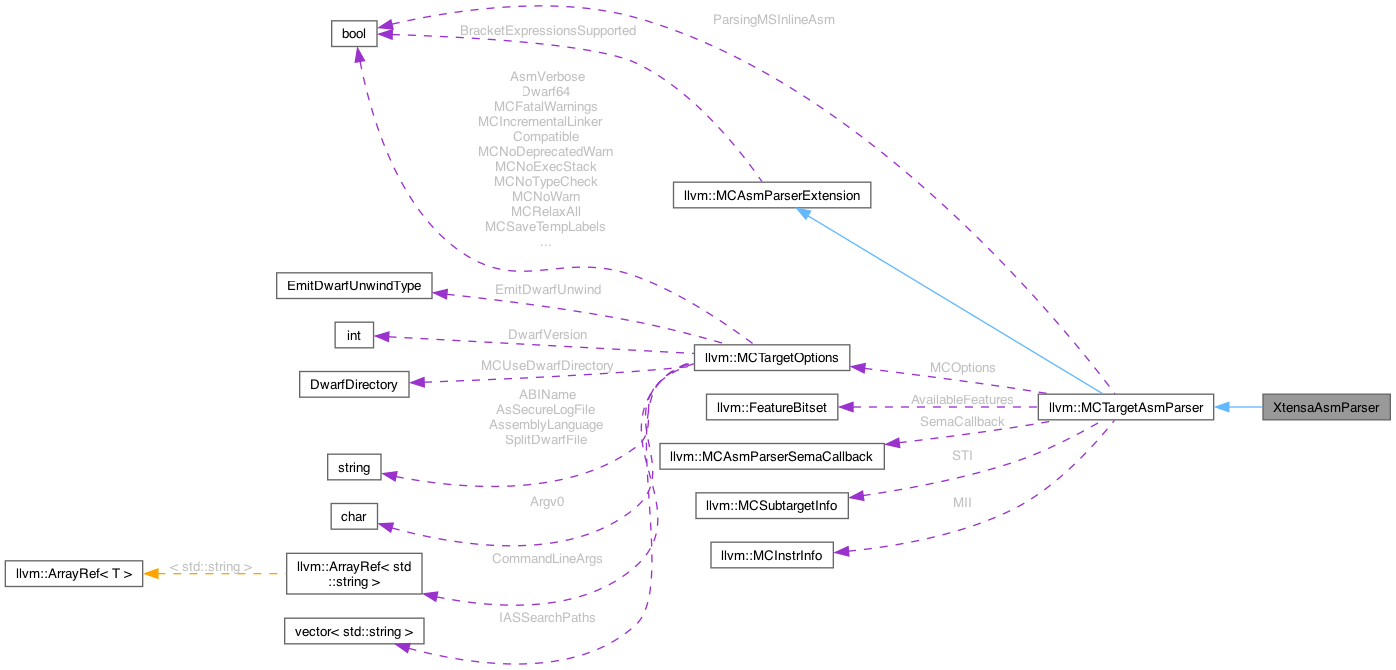 ParsingMSInlineAsm
bool
BracketExpressionsSupported
AsmVerbose
Dwarf64
MCFatalWarnings
MCIncrementalLinker
Compatible
MCNoDeprecatedWarn
MCNoExecStack
MCNoTypeCheck
MCNoWarn
MCRelaxAll
MCSaveTempLabels
...
llvm::MCAsmParserExtension
EmitDwarfUnwindType
EmitDwarfUnwind
int
DwarfVersion
llvm::MCTargetOptions
MCOptions
DwarfDirectory
MCUseDwarfDirectory
ABIName
AsSecureLogFile
AssemblyLanguage
SplitDwarfFile
llvm::FeatureBitset
AvailableFeatures
llvm::MCTargetAsmParser
XtensaAsmParser
SemaCallback
llvm::MCAsmParserSemaCallback
string
STI
llvm::MCSubtargetInfo
char
Argv0
MII
llvm::MCInstrInfo
llvm::ArrayRef< T >
< std::string >
llvm::ArrayRef< std
::string >
CommandLineArgs
vector< std::string >
IASSearchPaths